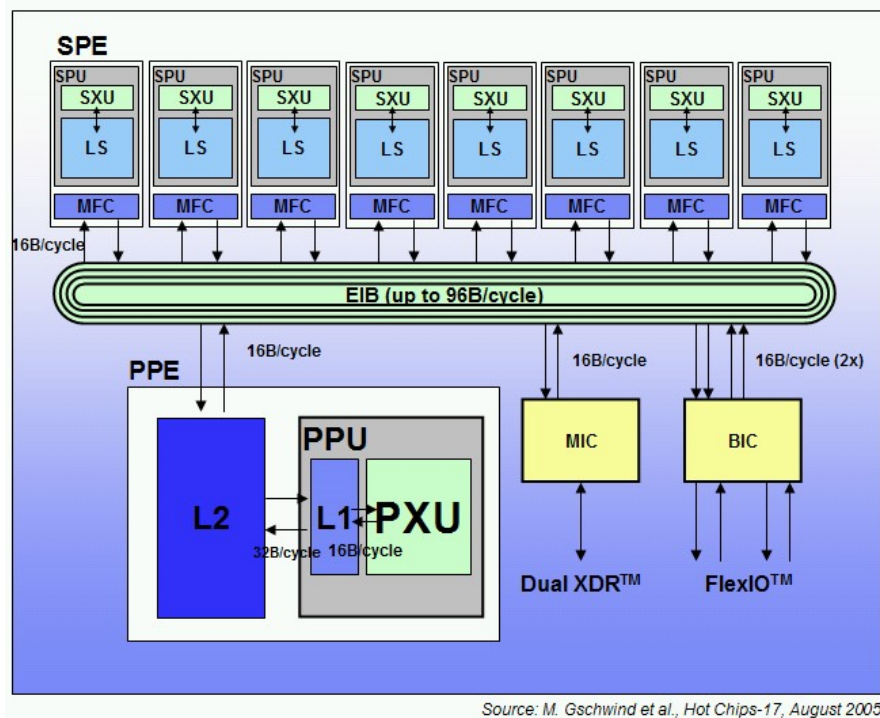 SPE
SPU SPU SPU SPU SPU SPU SPU SPU
SXU SXU SXU SXU SXU SXU SXU SXU
LS LS LS LS LS LS LS LS
MFC MFC MFC MFC MFC MFC MFC MFC
16B/cycle
EIB (up to 96B/cycle)
16B/cycle 16B/cycle 16B/cycle (2x)
PPE
PPU
MIC BIC
L2 L1 PXU
32B/cycle 16B/cycle
Dual XDR™ FlexIO™
Source: M. Gschwind et al., Hot Chips-17, August 2005